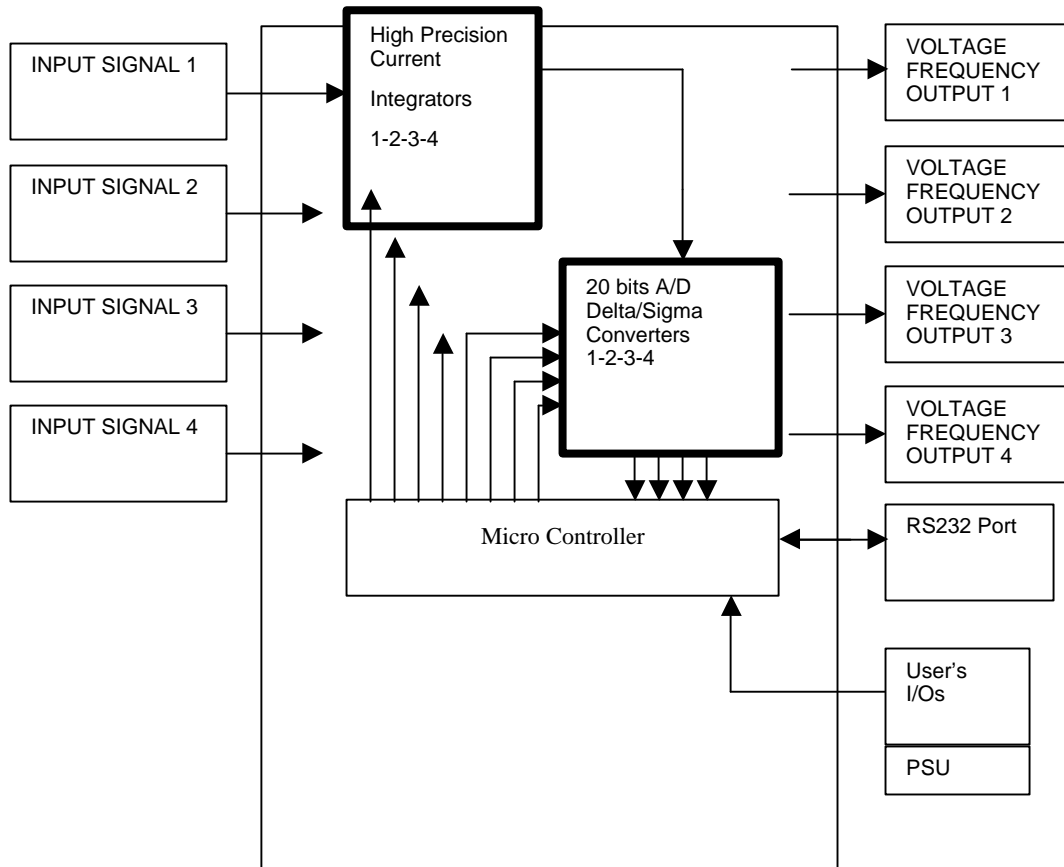 INPUT SIGNAL 1
INPUT SIGNAL 2
INPUT SIGNAL 3
INPUT SIGNAL 4
High Precision
Current
Integrators
1-2-3-4
20 bits A/D
Delta/Sigma
Converters
1-2-3-4
Micro Controller
VOLTAGE
FREQUENCY
OUTPUT 1
VOLTAGE
FREQUENCY
OUTPUT 2
VOLTAGE
FREQUENCY
OUTPUT 3
VOLTAGE
FREQUENCY
OUTPUT 4
RS232 Port
User’s
I/Os
PSU